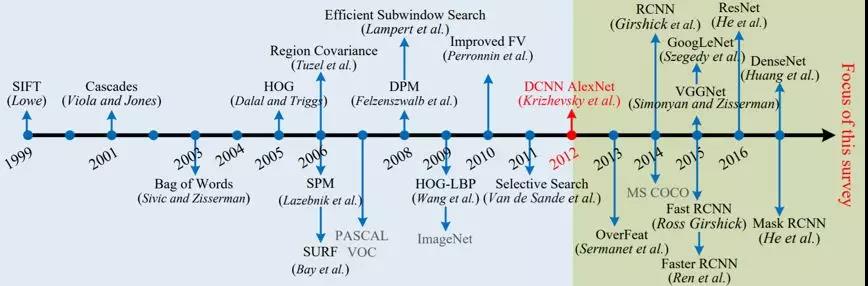 Efficient Subwindow Search
(Lampert et al.)
RCNN
(Girshick et al.)
ResNet
(He et al.)
Region Covariance
(Tuzel et al.)
Improved FV
(Perronnin et al.)
GoogLeNet
(Szegedy et al.)
DenseNet
(Huang et al.)
SIFT
(Lowe)
Cascades
(Viola and Jones)
HOG
(Dalal and Triggs)
DPM
(Felzenszwalb et al.)
DCNN AlexNet
(Krizhevsky et al.)
VGGNet
(Simonyan and Zisserman)
1999
2001
2003
2004
2005
2006
2008
2009
2010
2011
2012
2013
2014
2015
2016
Focus of this survey
Bag of Words
(Sivic and Zisserman)
SPM
(Lazebnik et al.)
HOG-LBP
(Wang et al.)
Selective Search
(Van de Sande et al.)
MS COCO
Fast RCNN
(Ross Girshick)
Mask RCNN
(He et al.)
PASCAL
VOC
ImageNet
OverFeat
(Sermanet et al.)
SURF
(Bay et al.)
Faster RCNN
(Ren et al.)